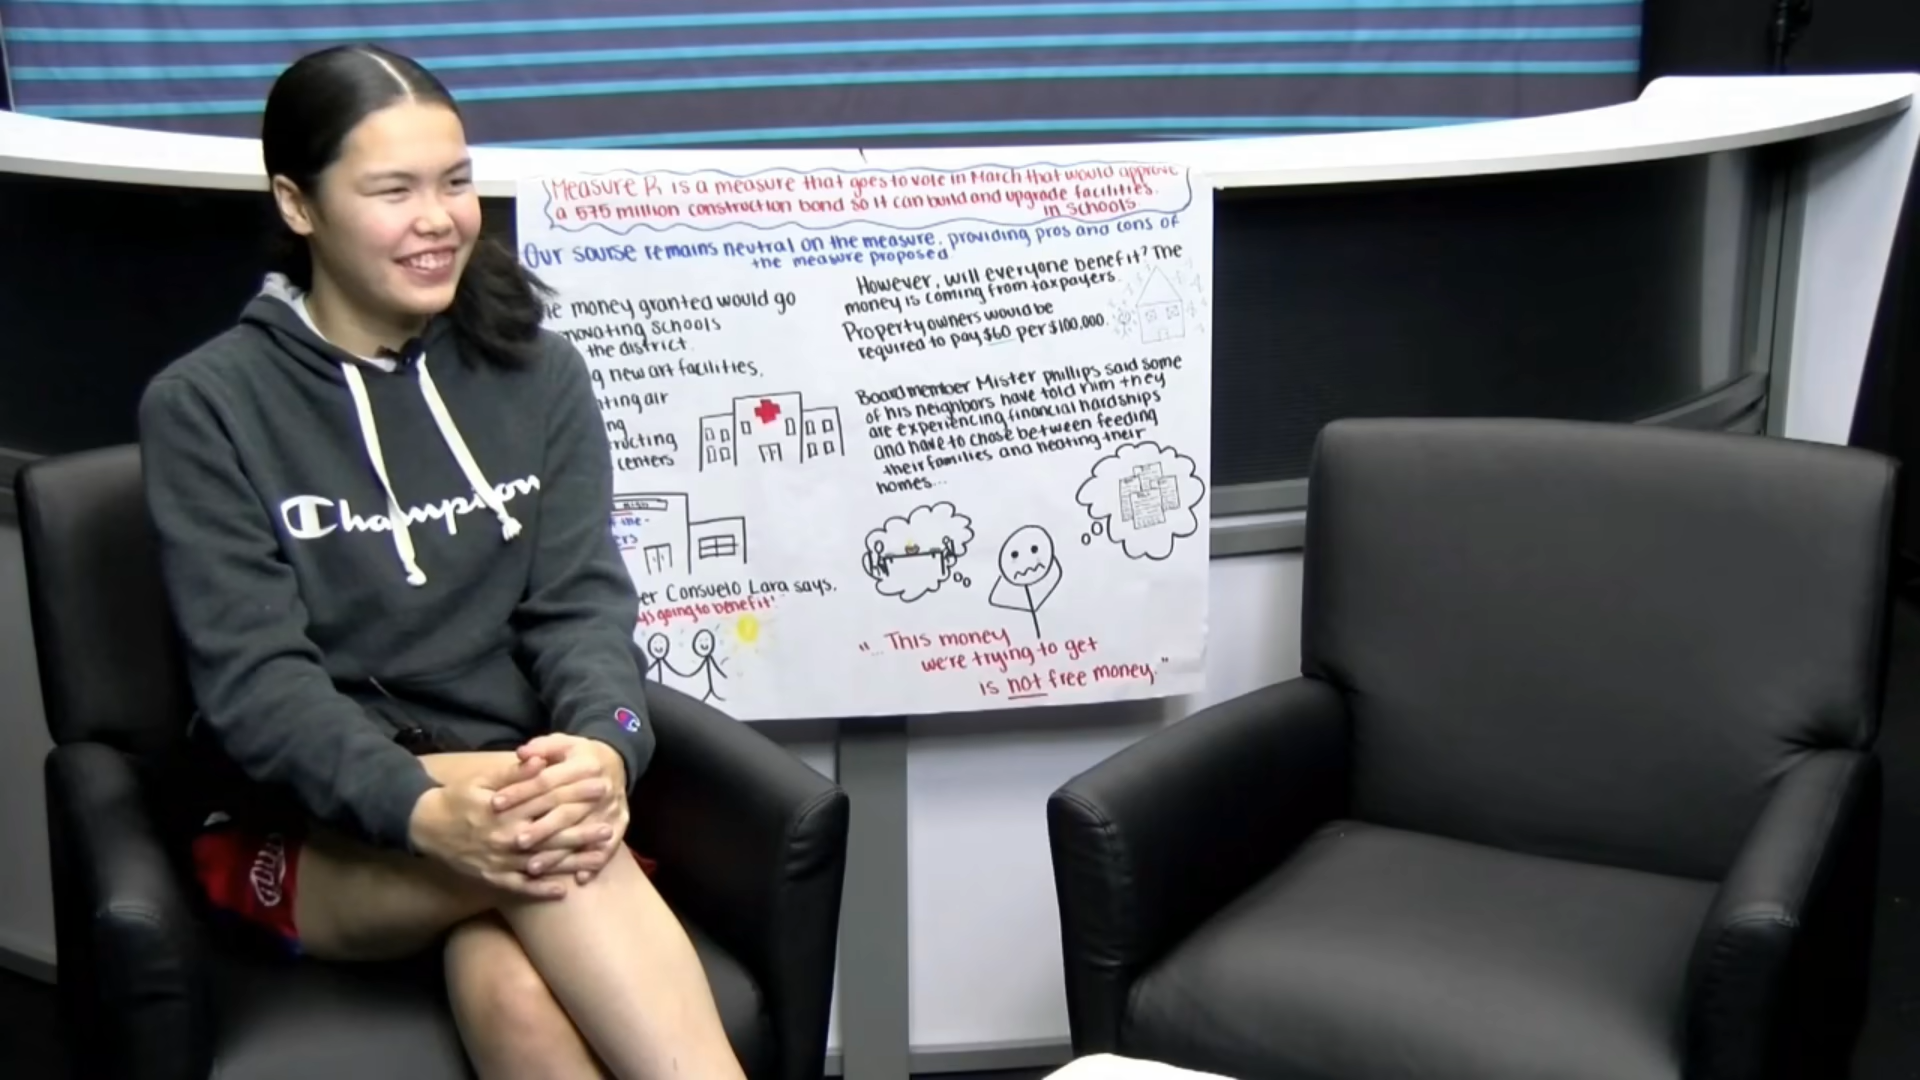 Measure R is a measure that goes to vote in March that would approve
a 575 million construction bond so it can build and upgrade facilities
in schools.
Our sourse remains neutral on the measure, providing pros and cons of
the measure proposed.
money granted would go
schools
the district.
new art facilities.
air
centers
Consuelo Lara says,
going to benefit"
However, will everyone benefit? The
money is coming from taxpayers.
Property owners would be
required to pay $60 per $100,000.
Board member Mister Phillips said some
of his neighbors have told him they
are experiencing financial hardships
and have to chose between feeding
their families and heating their
homes...
"... This money
we're trying to get
is not free money."
Champion